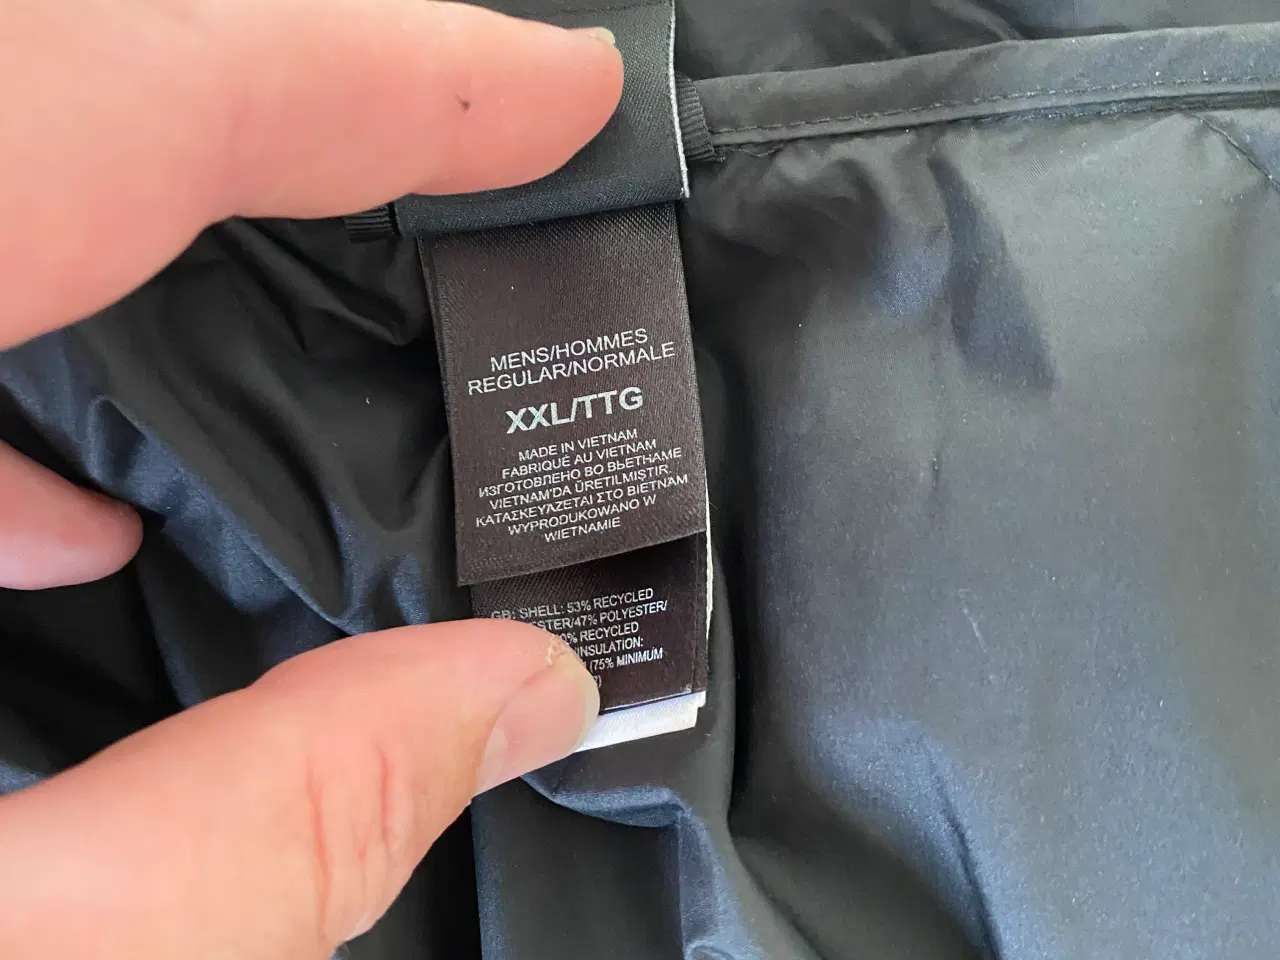 MENS/HOMMES
REGULAR/NORMALE
XXL/TTG
MADE IN VIETNAM
FABRIQUÉ AU VIETNAM
ИЗГОТОВЛЕНО ВО ВЬЕТНАМЕ
VIETNAM'DA ÜRETILMIŞTIR.
ΚΑΤΑΣΚΕΥΑΖΕΤΑΙ ΣΤΟ ΒΙΕΤΝΑΜ
WYPRODUKOWANO W
WIETNAMIE
GB: SHELL: 53% RECYCLED
ESTER/47% POLYESTER/
0% RECYCLED
INSULATION:
(75% MINIMUM